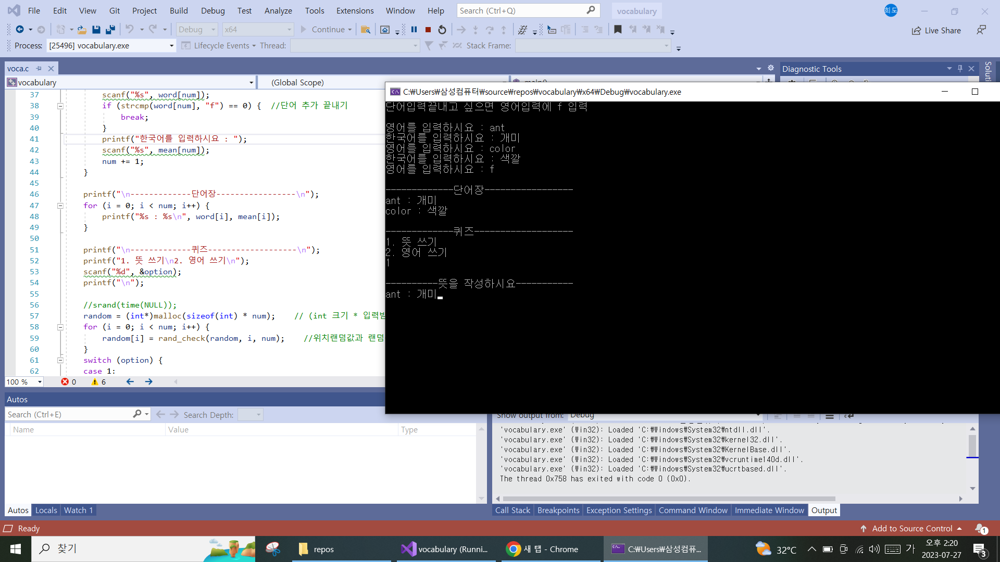 File Edit View Git Project Build Debug Test Analyze Tools Extensions Window Help Search (Ctrl+Q) vocabulary 희도
Debug x64 Continue Live Share
Process: [25496] vocabulary.exe Lifecycle Events Thread: Stack Frame:
voca.c
Diagnostic Tools
vocabulary (Global Scope)
37 scanf("%s", word[num]);
38 if (strcmp(word[num], "f") == 0) { //단어 추가 끝내기
39 break;
40 }
41 printf("한국어를 입력하시요 : ");
42 scanf("%s", mean[num]);
43 num += 1;
44 }
45
46 printf("\n-------------단어장-----------------\n");
47 for (i = 0; i < num; i++) {
48 printf("%s : %s\n", word[i], mean[i]);
49 }
50
51 printf("\n-------------퀴즈-------------------\n");
52 printf("1. 뜻 쓰기\n2. 영어 쓰기\n");
53 scanf("%d", &option);
54 printf("\n");
55
56 //srand(time(NULL));
57 random = (int*)malloc(sizeof(int) * num); // (int 크기 * 입력받
58 for (i = 0; i < num; i++) {
59 random[i] = rand_check(random, i, num); //위치랜덤값과 랜덤
60 }
61 switch (option) {
62 case 1:
100 % 0 6
C:\Users\삼성컴퓨터\source\repos\vocabulary\x64\Debug\vocabulary.exe
단어입력끝내고 싶으면 영어입력에 f 입력
영어를 입력하시요 : ant
한국어를 입력하시요 : 개미
영어를 입력하시요 : color
한국어를 입력하시요 : 색깔
영어를 입력하시요 : f
-------------단어장-----------------
ant : 개미
color : 색깔
-------------퀴즈-------------------
1. 뜻 쓰기
2. 영어 쓰기
1
----------뜻을 작성하시요-----------
ant : 개미
Autos
Search (Ctrl+E) Search Depth:
Name Value Type
Autos Locals Watch 1
Show output from: Debug
'vocabulary.exe' (Win32): Loaded 'C:\Windows\System32\ntdll.dll'.
'vocabulary.exe' (Win32): Loaded 'C:\Windows\System32\kernel32.dll'.
'vocabulary.exe' (Win32): Loaded 'C:\Windows\System32\KernelBase.dll'.
'vocabulary.exe' (Win32): Loaded 'C:\Windows\System32\vcruntime140d.dll'.
'vocabulary.exe' (Win32): Loaded 'C:\Windows\System32\ucrtbased.dll'.
The thread 0x758 has exited with code 0 (0x0).
Call Stack Breakpoints Exception Settings Command Window Immediate Window Output
Ready Add to Source Control 1
찾기 repos vocabulary (Runni... 새 탭 - Chrome C:\Users\삼성컴퓨... 32°C 가 오후 2:20
2023-07-27 3